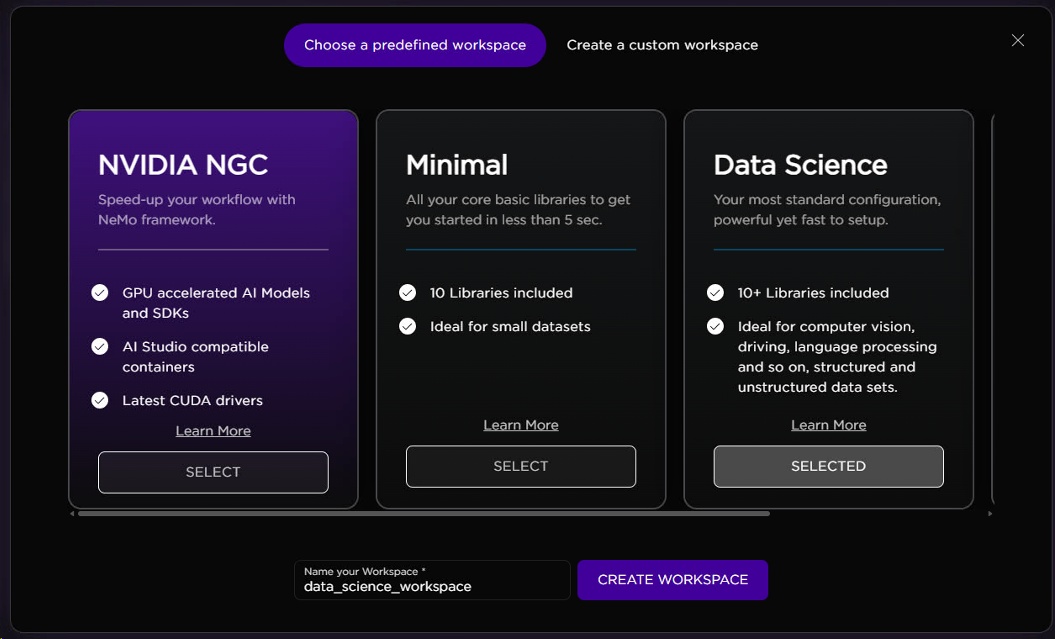 Choose a predefined workspace
Create a custom workspace
NVIDIA NGC
Speed-up your workflow with
NeMo framework.
GPU accelerated AI Models
and SDKs
AI Studio compatible
containers
Latest CUDA drivers
Learn More
SELECT
Minimal
All your core basic libraries to get
you started in less than 5 sec.
10 Libraries included
Ideal for small datasets
Learn More
SELECT
Data Science
Your most standard configuration,
powerful yet fast to setup.
10+ Libraries included
Ideal for computer vision,
driving, language processing
and so on, structured and
unstructured data sets.
Learn More
SELECTED
Name your Workspace *
data_science_workspace
CREATE WORKSPACE